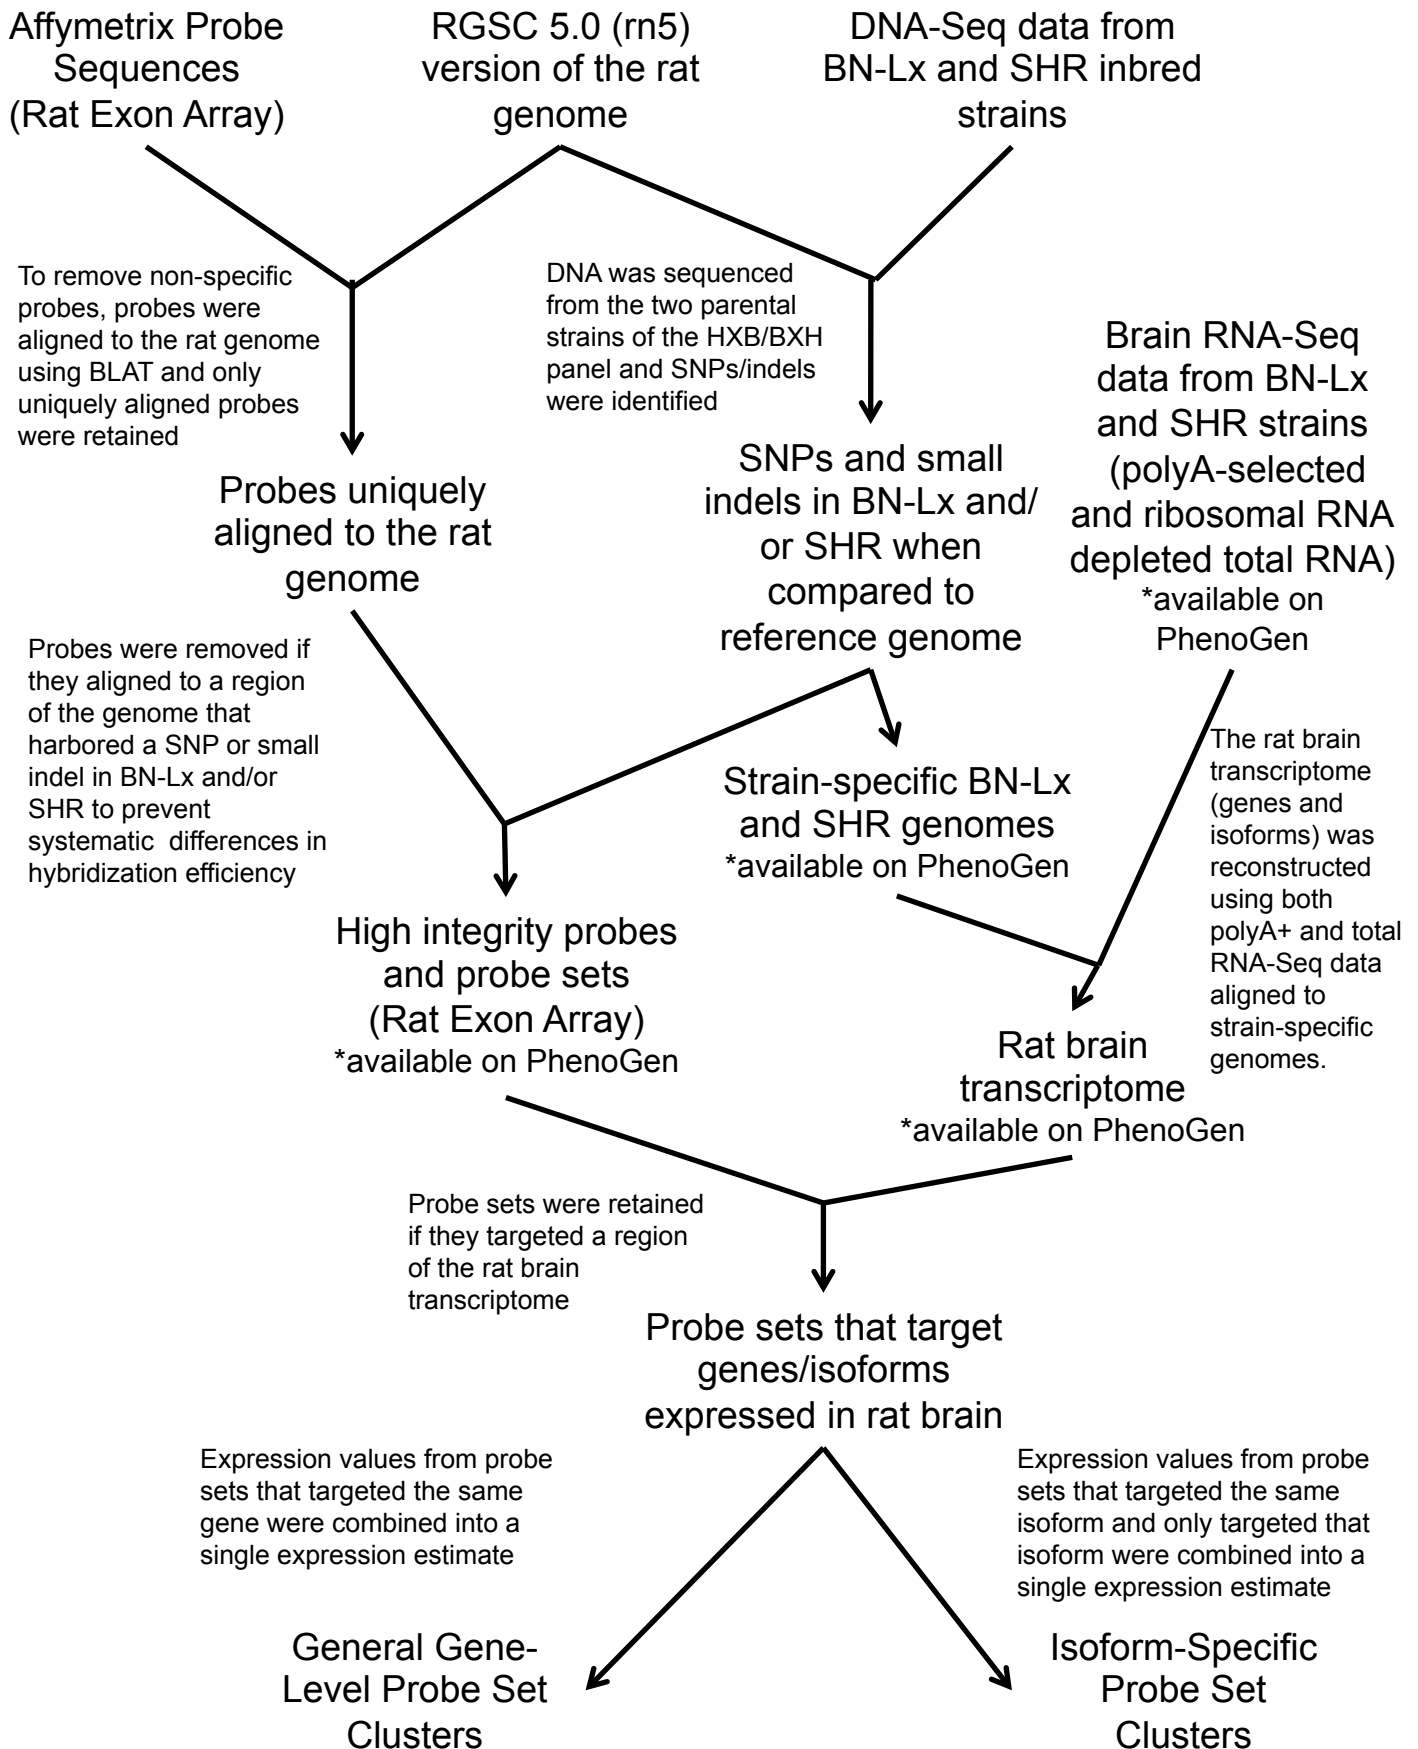 Affymetrix Probe
Sequences
(Rat Exon Array)
RGSC 5.0 (rn5)
version of the rat
genome
DNA-Seq data from
BN-Lx and SHR inbred
strains
To remove non-specific
probes, probes were
aligned to the rat genome
using BLAT and only
uniquely aligned probes
were retained
DNA was sequenced
from the two parental
strains of the HXB/BXH
panel and SNPs/indels
were identified
Brain RNA-Seq
data from BN-Lx
and SHR strains
(polyA-selected
and ribosomal RNA
depleted total RNA)
*available on
PhenoGen
Probes uniquely
aligned to the rat
genome
SNPs and small
indels in BN-Lx and/
or SHR when
compared to
reference genome
Probes were removed if
they aligned to a region
of the genome that
harbored a SNP or small
indel in BN-Lx and/or
SHR to prevent
systematic  differences in
hybridization efficiency
Strain-specific BN-Lx
and SHR genomes
*available on PhenoGen
The rat brain
transcriptome
(genes and
isoforms) was
reconstructed
using both
polyA+ and total
RNA-Seq data
aligned to
strain-specific
genomes.
High integrity probes
and probe sets
(Rat Exon Array)
*available on PhenoGen
Rat brain
transcriptome
*available on PhenoGen
Probe sets were retained
if they targeted a region
of the rat brain
transcriptome
Probe sets that target
genes/isoforms
expressed in rat brain
Expression values from probe
sets that targeted the same
gene were combined into a
single expression estimate
Expression values from probe
sets that targeted the same
isoform and only targeted that
isoform were combined into a
single expression estimate
General Gene-
Level Probe Set
Clusters
Isoform-Specific
Probe Set
Clusters